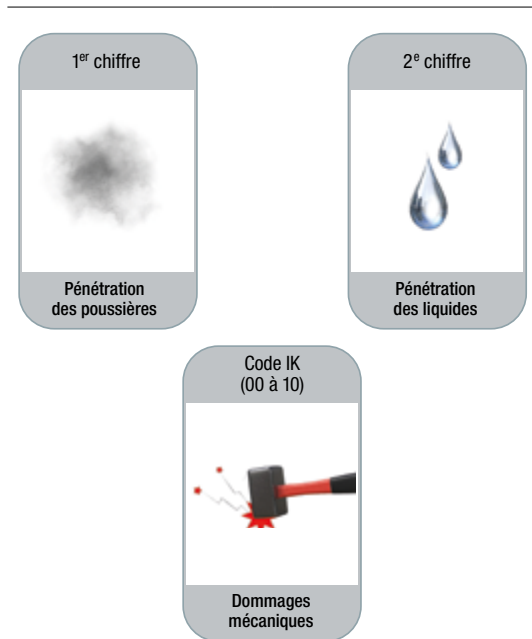 1er chiffre
Pénétration
des poussières
2e chiffre
Pénétration
des liquides
Code IK
(00 à 10)
Dommages
mécaniques